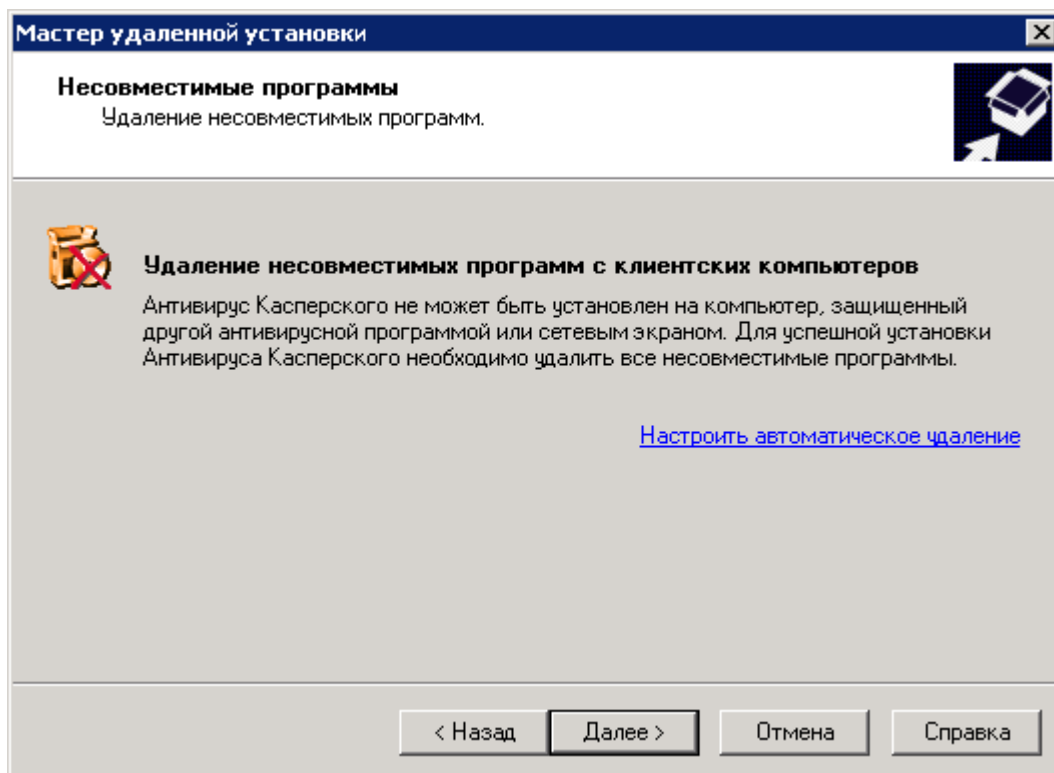 Мастер удаленной установки
Несовместимые программы
Удаление несовместимых программ.
Удаление несовместимых программ с клиентских компьютеров
Антивирус Касперского не может быть установлен на компьютер, защищенный
другой антивирусной программой или сетевым экраном. Для успешной установки
Антивируса Касперского необходимо удалить все несовместимые программы.
Настроить автоматическое удаление
< Назад Далее > Отмена Справка